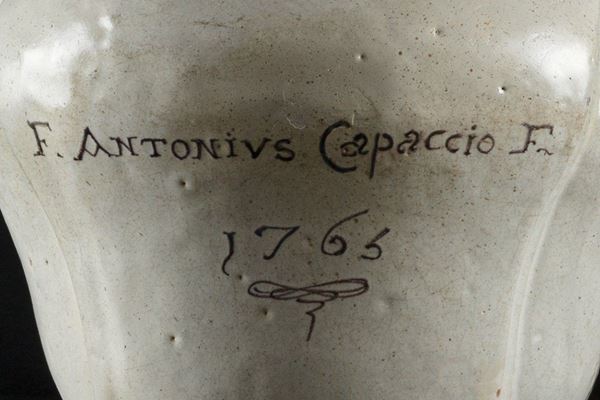 F. ANTONIVS Capaccio F.
1765